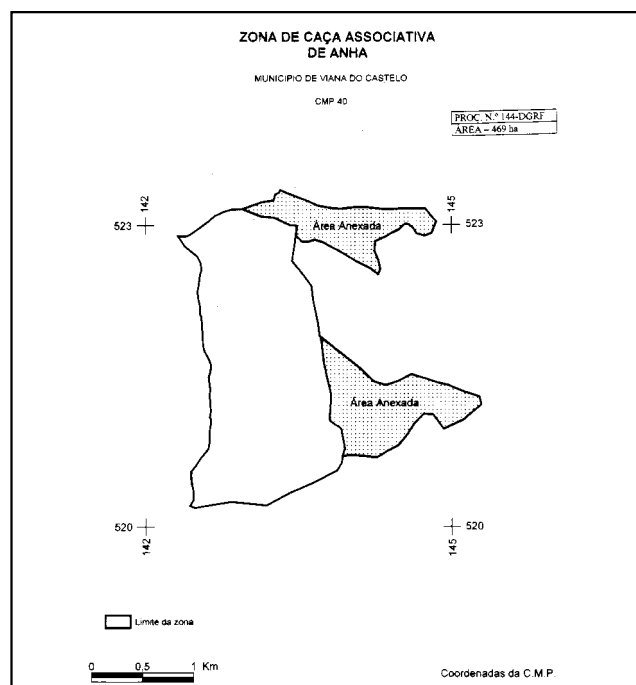 ZONA DE CAÇA ASSOCIATIVA
DE ANHA
MUNICIPIO DE VIANA DO CASTELO
CMP 40
PROC. N.º 144-DGRF
ÁREA – 469 ha
142
145
523
523
Área Anexada
Área Anexada
520
520
142
145
Limite da zona
0 0,5 1 Km
Coordenadas da C.M.P.